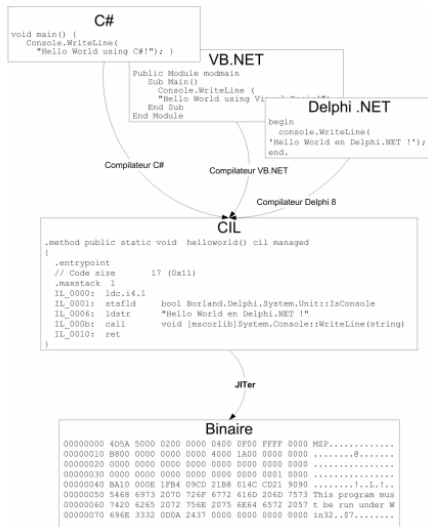 C#
void main() {
Console.WriteLine(
"Hello World using C#!"); }
VB.NET
Public Module modmain
Sub Main()
Console.WriteLine (
"Hello World using
End Sub
End Module
Delphi .NET
begin
console.WriteLine(
'Hello World en Delphi.NET !');
end.
Compilateur C#
Compilateur VB.NET
Compilateur Delphi 8
CIL
.method public static void helloworld() cil managed
{
.entrypoint
// Code size 17 (0x11)
.maxstack 1
IL_0000: ldc.i4.1
IL_0001: stsfld bool Borland.Delphi.System.Unit::IsConsole
IL_0006: ldstr "Hello World en Delphi.NET !"
IL_000b: call void [mscorlib]System.Console::WriteLine(string)
IL_0010: ret
}
JITer
Binaire
00000000 4D5A 5000 0200 0000 0400 0F00 FFFF 0000 MEP.............
00000010 B800 0000 0000 0000 4000 1A00 0000 0000 ........@.......
00000020 0000 0000 0000 0000 0000 0000 0000 0000 ................
00000030 0000 0000 0000 0000 0000 0000 0001 0000 ................
00000040 BA10 000E 1FB4 09CD 21B8 014C CD21 9090 ........!..L.!..
00000050 5468 6973 2070 726F 6772 616D 206D 7573 This program mus
00000060 7420 6265 2072 756E 2075 6E64 6572 2057 t be run under W
00000070 696E 3332 0D0A 2437 0000 0000 0000 0000 in32..$7........